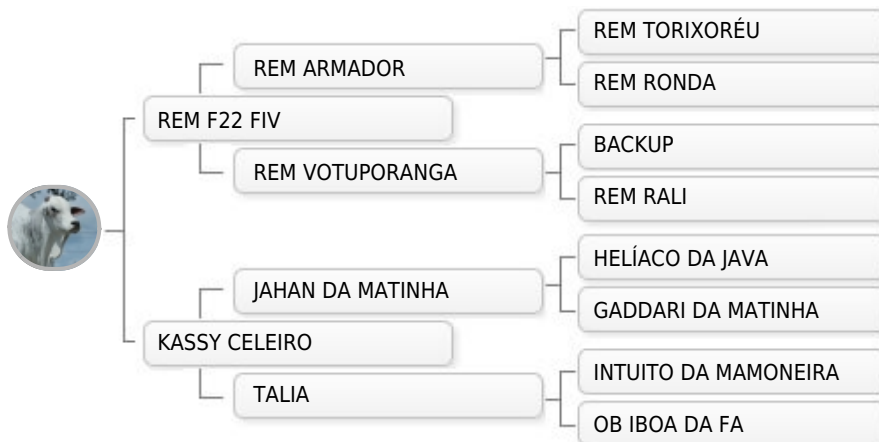 REM TORIXORÉU
REM ARMADOR
REM RONDA
REM F22 FIV
BACKUP
REM VOTUPORANGA
REM RALI
HELÍACO DA JAVA
JAHAN DA MATINHA
GADDARI DA MATINHA
KASSY CELEIRO
INTUITO DA MAMONEIRA
TALIA
OB IBOA DA FA